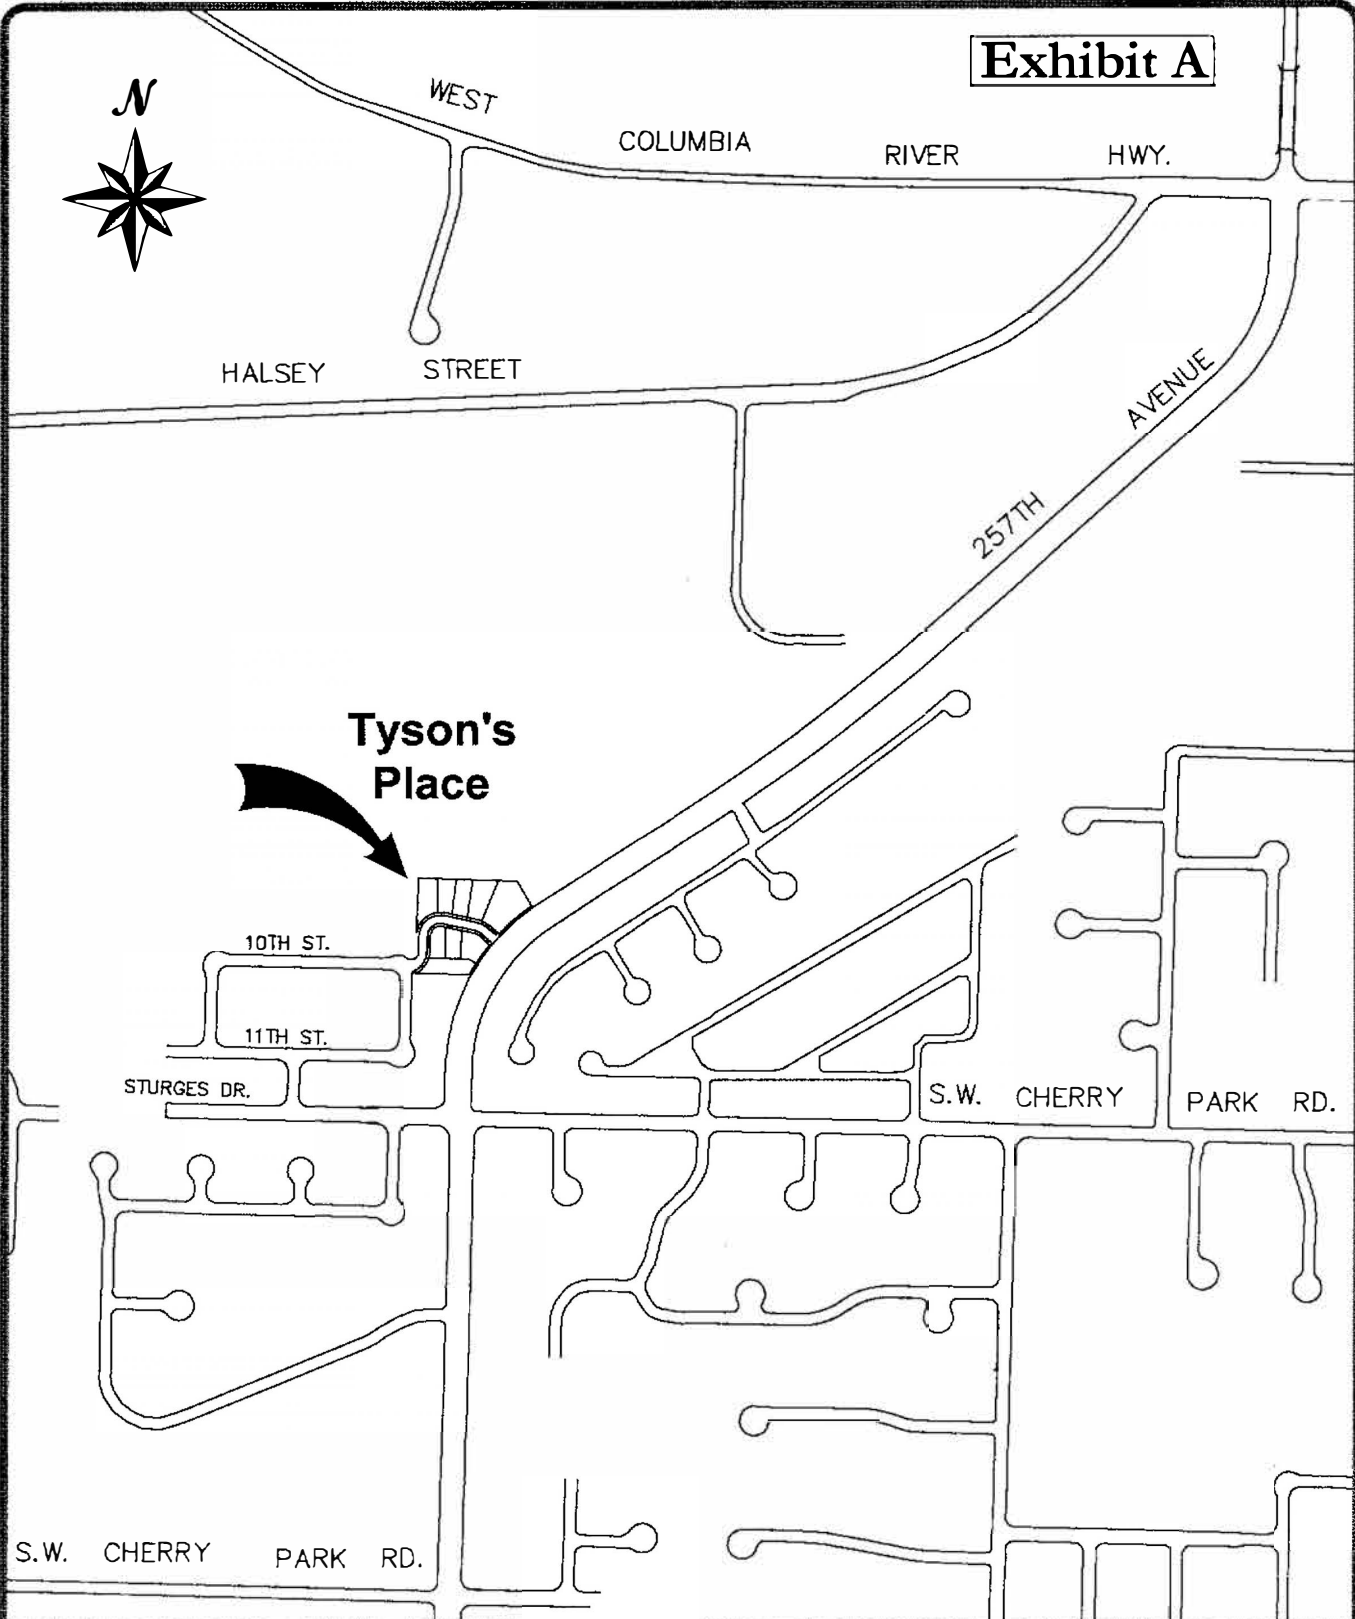 Exhibit A
N
WEST COLUMBIA RIVER HWY.
HALSEY STREET
257TH AVENUE
Tyson's
Place
10TH ST.
11TH ST.
STURGES DR.
S.W. CHERRY PARK RD.
S.W. CHERRY PARK RD.